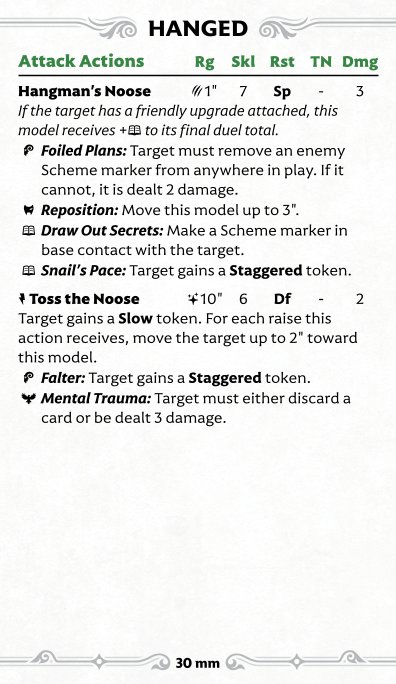 HANGED
Attack Actions Rg Skl Rst TN Dmg
Hangman's Noose 1" 7 Sp - 3
If the target has a friendly upgrade attached, this
model receives + to its final duel total.
Foiled Plans: Target must remove an enemy
Scheme marker from anywhere in play. If it
cannot, it is dealt 2 damage.
Reposition: Move this model up to 3".
Draw Out Secrets: Make a Scheme marker in
base contact with the target.
Snail's Pace: Target gains a Staggered token.
Toss the Noose 10" 6 Df - 2
Target gains a Slow token. For each raise this
action receives, move the target up to 2" toward
this model.
Falter: Target gains a Staggered token.
Mental Trauma: Target must either discard a
card or be dealt 3 damage.
30 mm